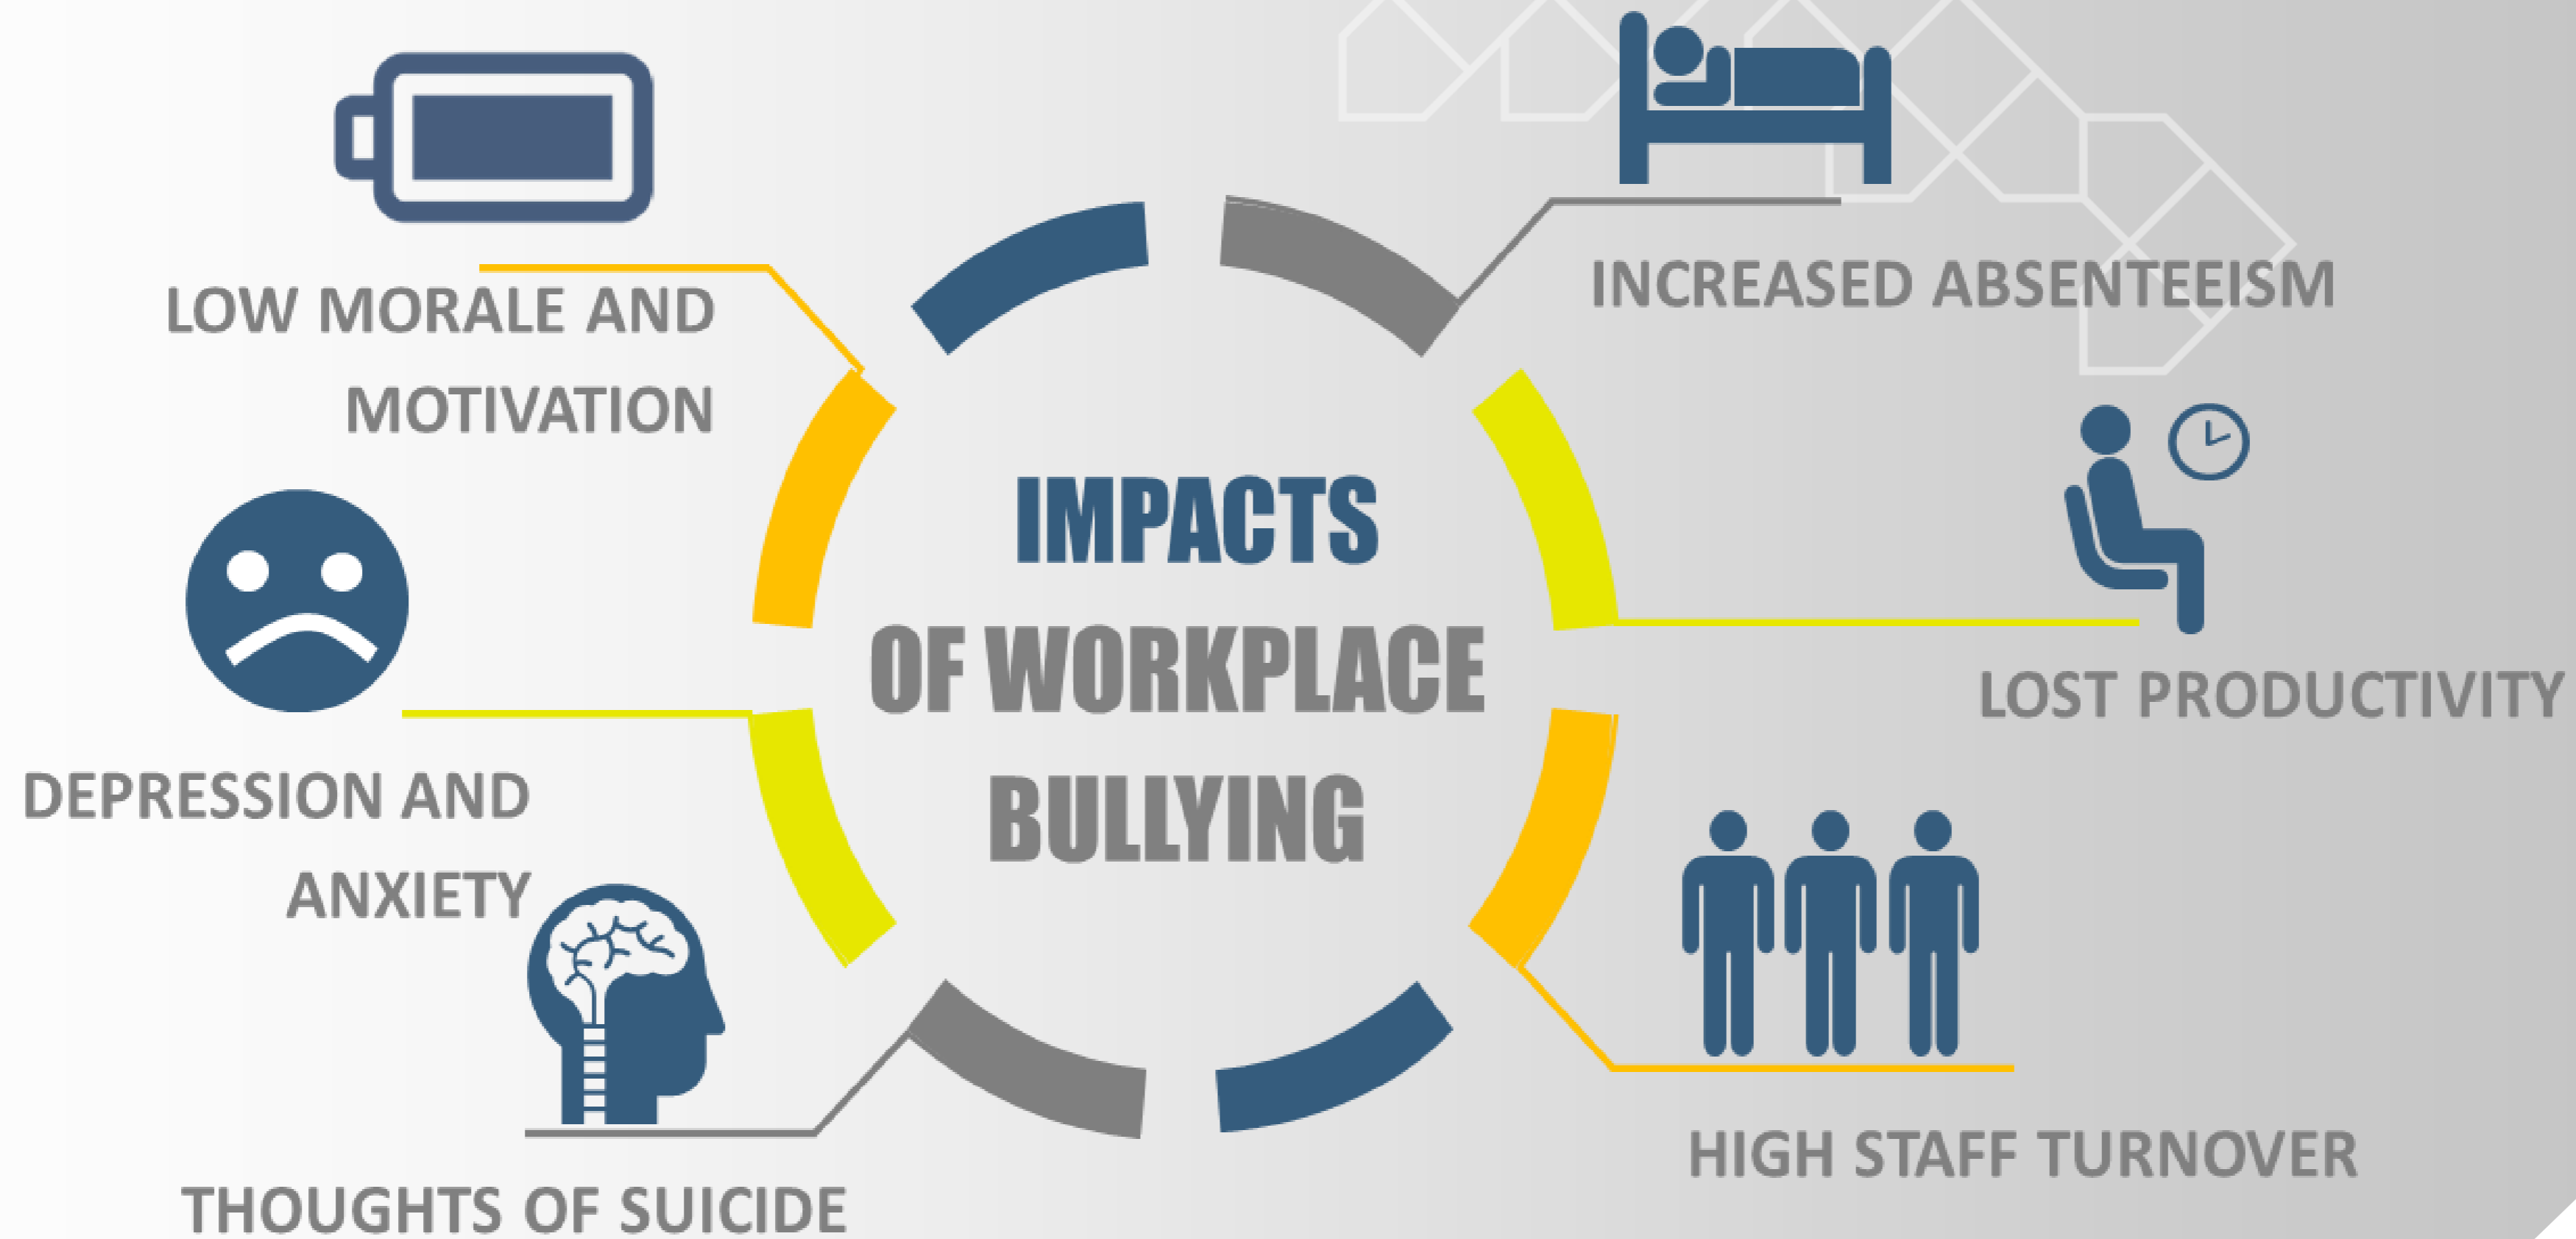 IMPACTS
OF WORKPLACE
BULLYING
LOW MORALE AND
MOTIVATION
DEPRESSION AND
ANXIETY
THOUGHTS OF SUICIDE
INCREASED ABSENTEEISM
LOST PRODUCTIVITY
HIGH STAFF TURNOVER